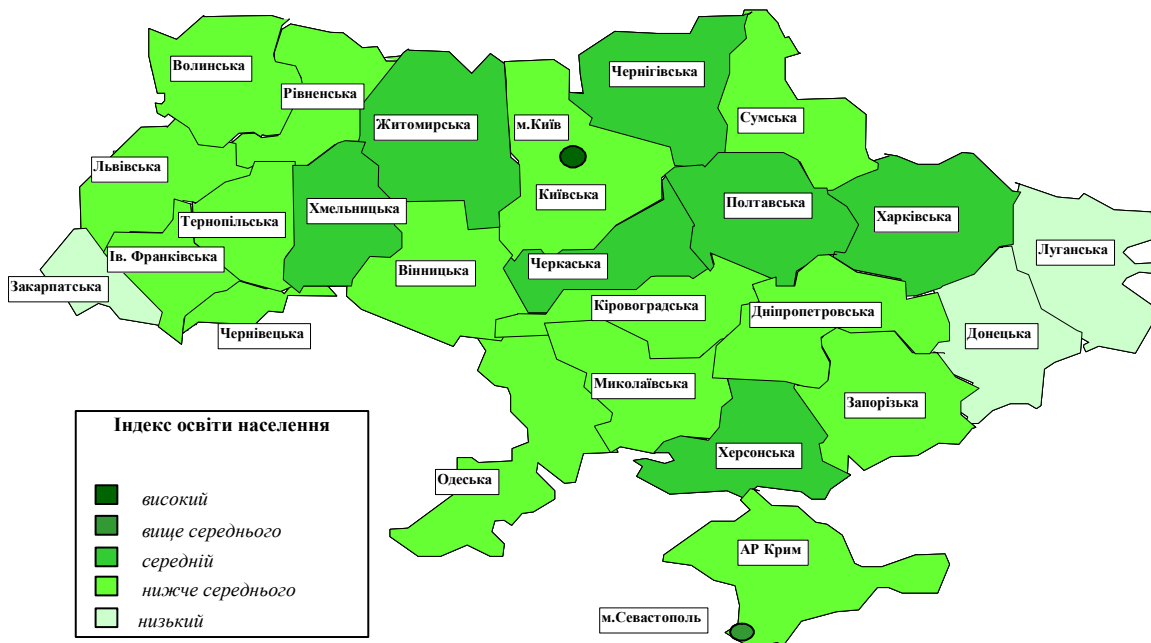 Волинська
Рівненська
Житомирська
м.Київ
Чернігівська
Сумська
Львівська
Тернопільська
Хмельницька
Київська
Полтавська
Харківська
Луганська
Закарпатська
Ів. Франківська
Вінницька
Черкаська
Чернівецька
Кіровоградська
Дніпропетровська
Донецька
Миколаївська
Запорізька
Херсонська
Одеська
АР Крим
м.Севастополь
Індекс освіти населення
високий
вище середнього
середній
нижче середнього
низький